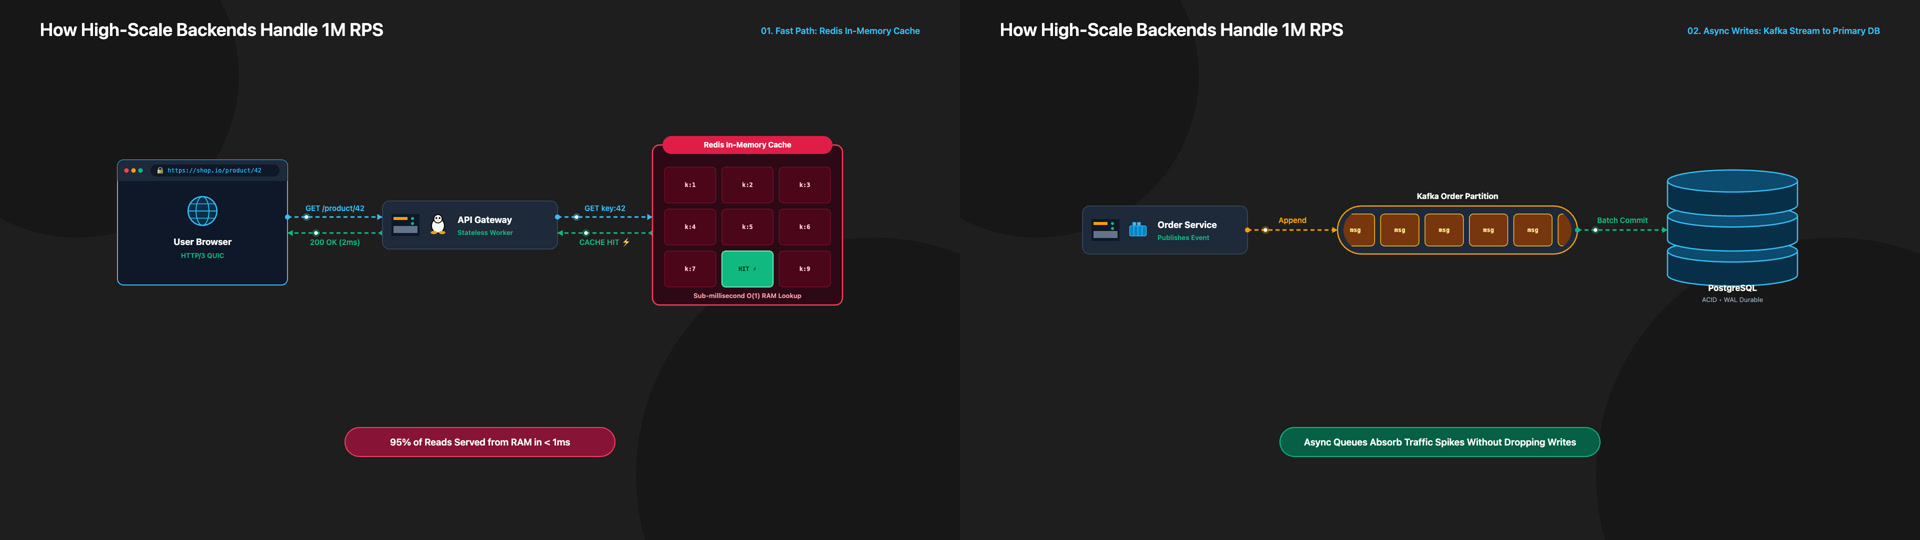 How High-Scale Backends Handle 1M RPS
01. Fast Path: Redis In-Memory Cache
Redis In-Memory Cache
https://shop.io/product/42
k:1
k:2
k:3
User Browser
HTTP/3 QUIC
GET /product/42
200 OK (2ms)
API Gateway
Stateless Worker
GET key:42
CACHE HIT ⚡
k:4
k:5
k:6
k:7
HIT ⚡
k:9
Sub-millisecond O(1) RAM Lookup
95% of Reads Served from RAM in < 1ms
How High-Scale Backends Handle 1M RPS
02. Async Writes: Kafka Stream to Primary DB
Order Service
Publishes Event
Append
Kafka Order Partition
msg
msg
msg
msg
msg
Batch Commit
PostgreSQL
ACID • WAL Durable
Async Queues Absorb Traffic Spikes Without Dropping Writes